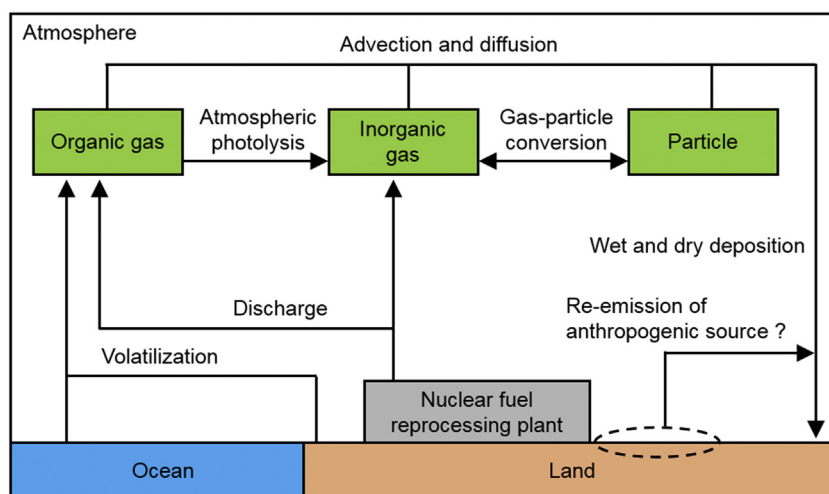 Atmosphere
Advection and diffusion
Organic gas
Atmospheric
photolysis
Inorganic
gas
Gas-particle
conversion
Particle
Wet and dry deposition
Discharge
Re-emission of
anthropogenic source ?
Volatilization
Nuclear fuel
reprocessing plant
Ocean
Land